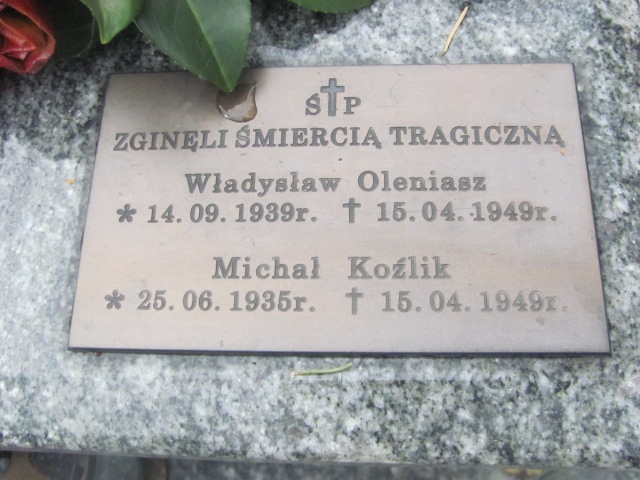 Ś✝P
ZGINĘLI ŚMIERCIĄ TRAGICZNĄ
Władysław Oleniasz
* 14.09.1939r. ✝ 15.04.1949r.
Michał Koźlik
* 25.06.1935r. ✝ 15.04.1949r.